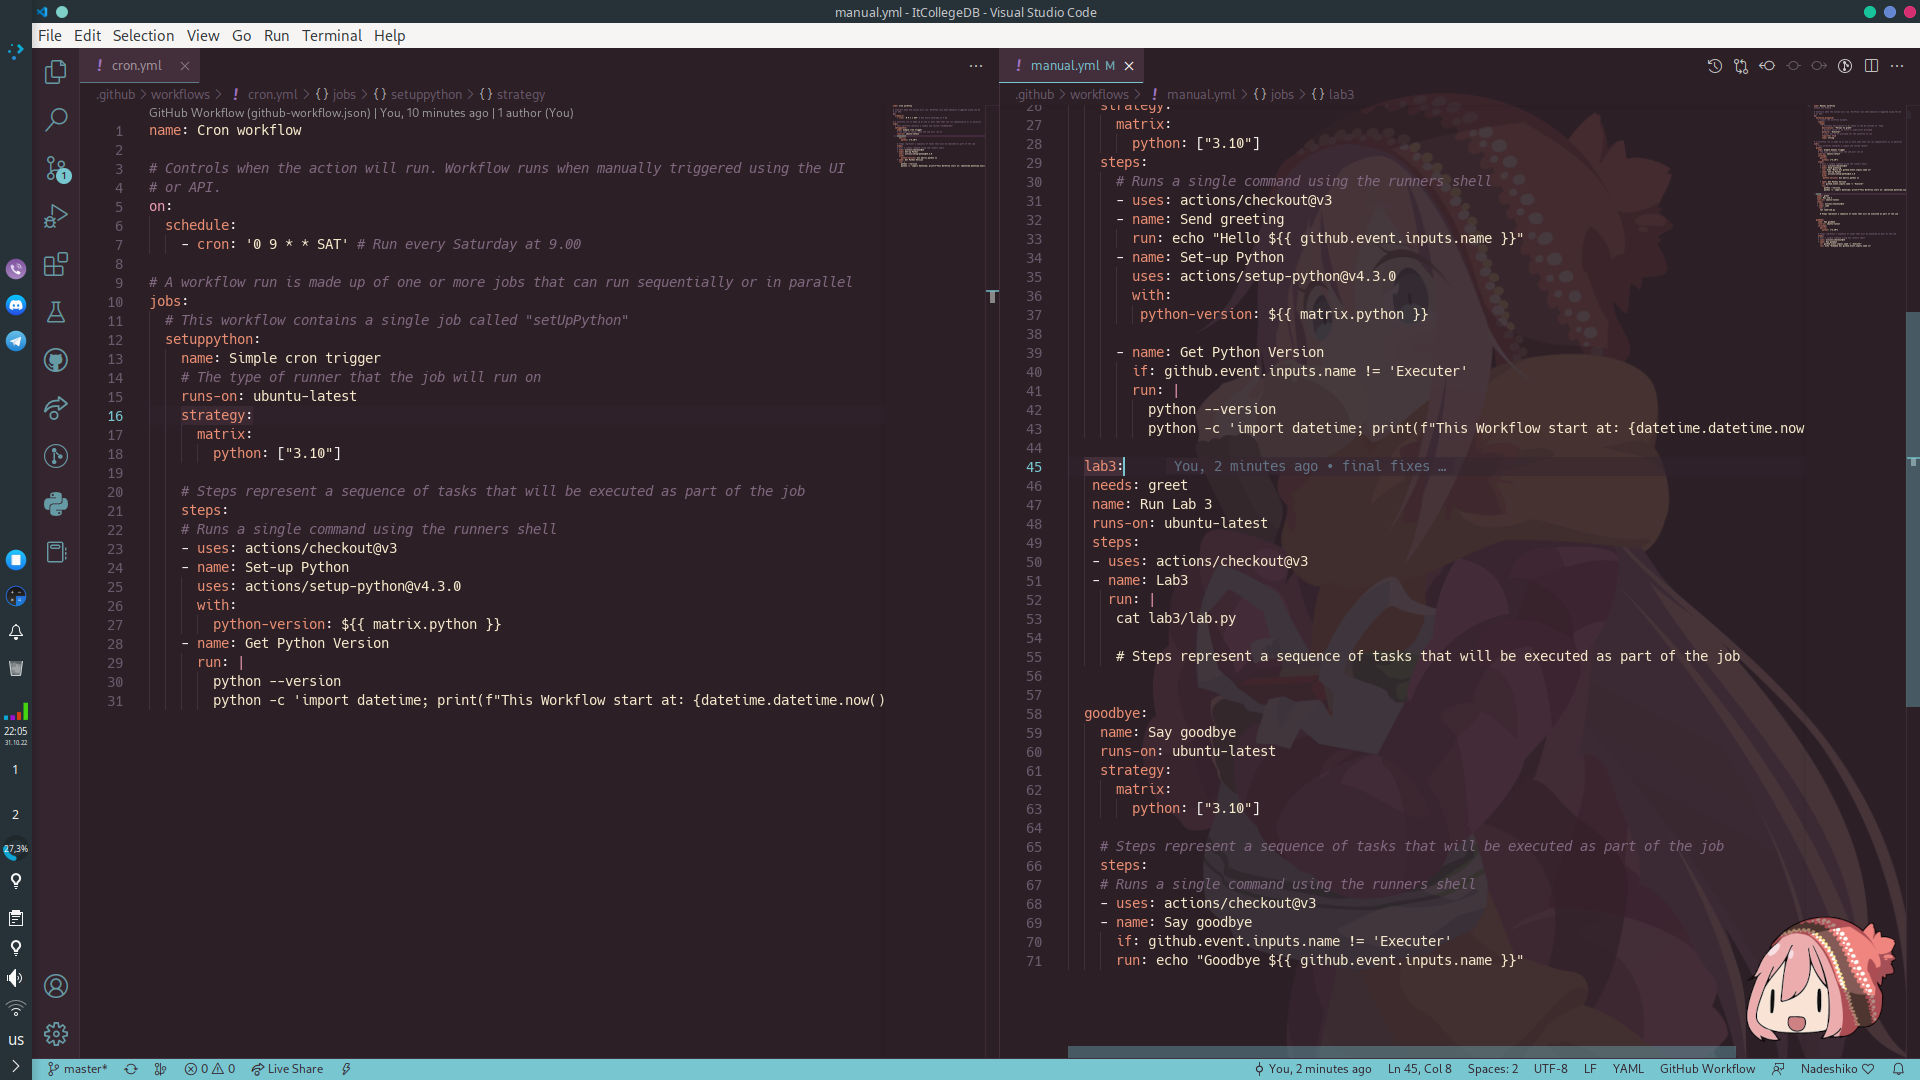 manual.yml - ItCollegeDB - Visual Studio Code
File Edit Selection View Go Run Terminal Help
cron.yml
.github > workflows > ! cron.yml > {} jobs > {} setuppython > {} strategy
GitHub Workflow (github-workflow.json) | You, 10 minutes ago | 1 author (You)
1 name: Cron workflow
2
3 # Controls when the action will run. Workflow runs when manually triggered using the UI
4 # or API.
5 on:
6 schedule:
7 - cron: '0 9 * * SAT' # Run every Saturday at 9.00
8
9 # A workflow run is made up of one or more jobs that can run sequentially or in parallel
10 jobs:
11 # This workflow contains a single job called "setUpPython"
12 setuppython:
13 name: Simple cron trigger
14 # The type of runner that the job will run on
15 runs-on: ubuntu-latest
16 strategy:
17 matrix:
18 python: ["3.10"]
19
20 # Steps represent a sequence of tasks that will be executed as part of the job
21 steps:
22 # Runs a single command using the runners shell
23 - uses: actions/checkout@v3
24 - name: Set-up Python
25 uses: actions/setup-python@v4.3.0
26 with:
27 python-version: ${{ matrix.python }}
28 - name: Get Python Version
29 run: |
30 python --version
31 python -c 'import datetime; print(f"This Workflow start at: {datetime.datetime.now()
manual.yml M
.github > workflows > ! manual.yml > {} jobs > {} lab3
26 strategy:
27 matrix:
28 python: ["3.10"]
29 steps:
30 # Runs a single command using the runners shell
31 - uses: actions/checkout@v3
32 - name: Send greeting
33 run: echo "Hello ${{ github.event.inputs.name }}"
34 - name: Set-up Python
35 uses: actions/setup-python@v4.3.0
36 with:
37 python-version: ${{ matrix.python }}
38
39 - name: Get Python Version
40 if: github.event.inputs.name != 'Executer'
41 run: |
42 python --version
43 python -c 'import datetime; print(f"This Workflow start at: {datetime.datetime.now
44
45 lab3: You, 2 minutes ago • final fixes …
46 needs: greet
47 name: Run Lab 3
48 runs-on: ubuntu-latest
49 steps:
50 - uses: actions/checkout@v3
51 - name: Lab3
52 run: |
53 cat lab3/lab.py
54
55 # Steps represent a sequence of tasks that will be executed as part of the job
56
57
58 goodbye:
59 name: Say goodbye
60 runs-on: ubuntu-latest
61 strategy:
62 matrix:
63 python: ["3.10"]
64
65 # Steps represent a sequence of tasks that will be executed as part of the job
66 steps:
67 # Runs a single command using the runners shell
68 - uses: actions/checkout@v3
69 - name: Say goodbye
70 if: github.event.inputs.name != 'Executer'
71 run: echo "Goodbye ${{ github.event.inputs.name }}"
1
22:05
31.10.22
1
2
27,3%
us
master* 0 0 Live Share You, 2 minutes ago Ln 45, Col 8 Spaces: 2 UTF-8 LF YAML GitHub Workflow Nadeshiko ♡